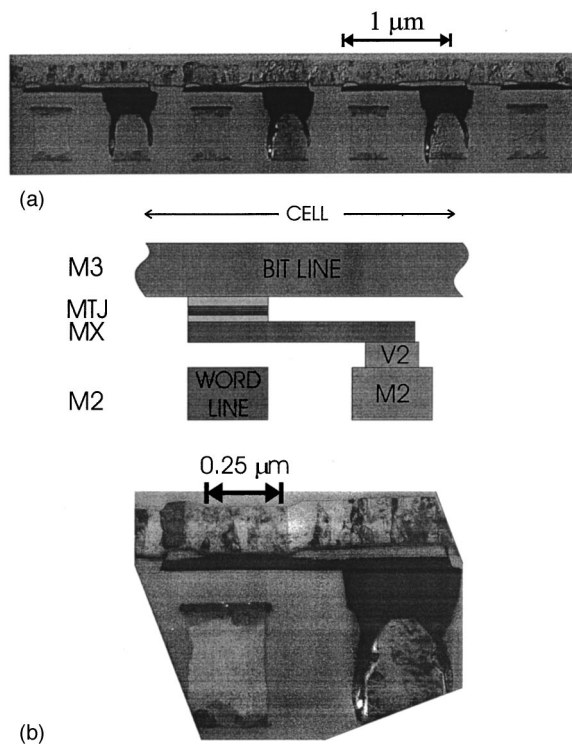 1 μm
(a)
CELL
M3 BIT LINE
MTJ
MX
V2
M2 WORD LINE M2
0.25 μm
(b)